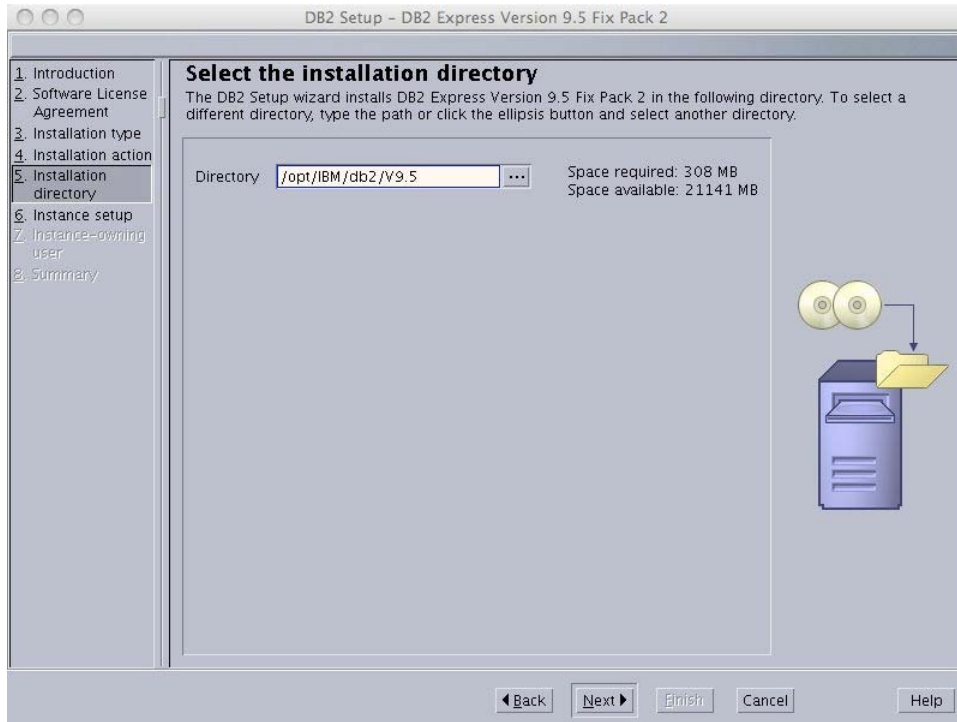 DB2 Setup - DB2 Express Version 9.5 Fix Pack 2
1. Introduction
2. Software License
Agreement
3. Installation type
4. Installation action
5. Installation
directory
6. Instance setup
7. Instance-owning
user
8. Summary
Select the installation directory
The DB2 Setup wizard installs DB2 Express Version 9.5 Fix Pack 2 in the following directory. To select a
different directory, type the path or click the ellipsis button and select another directory.
Directory /opt/IBM/db2/V9.5 ... Space required: 308 MB
Space available: 21141 MB
Back Next Finish Cancel Help